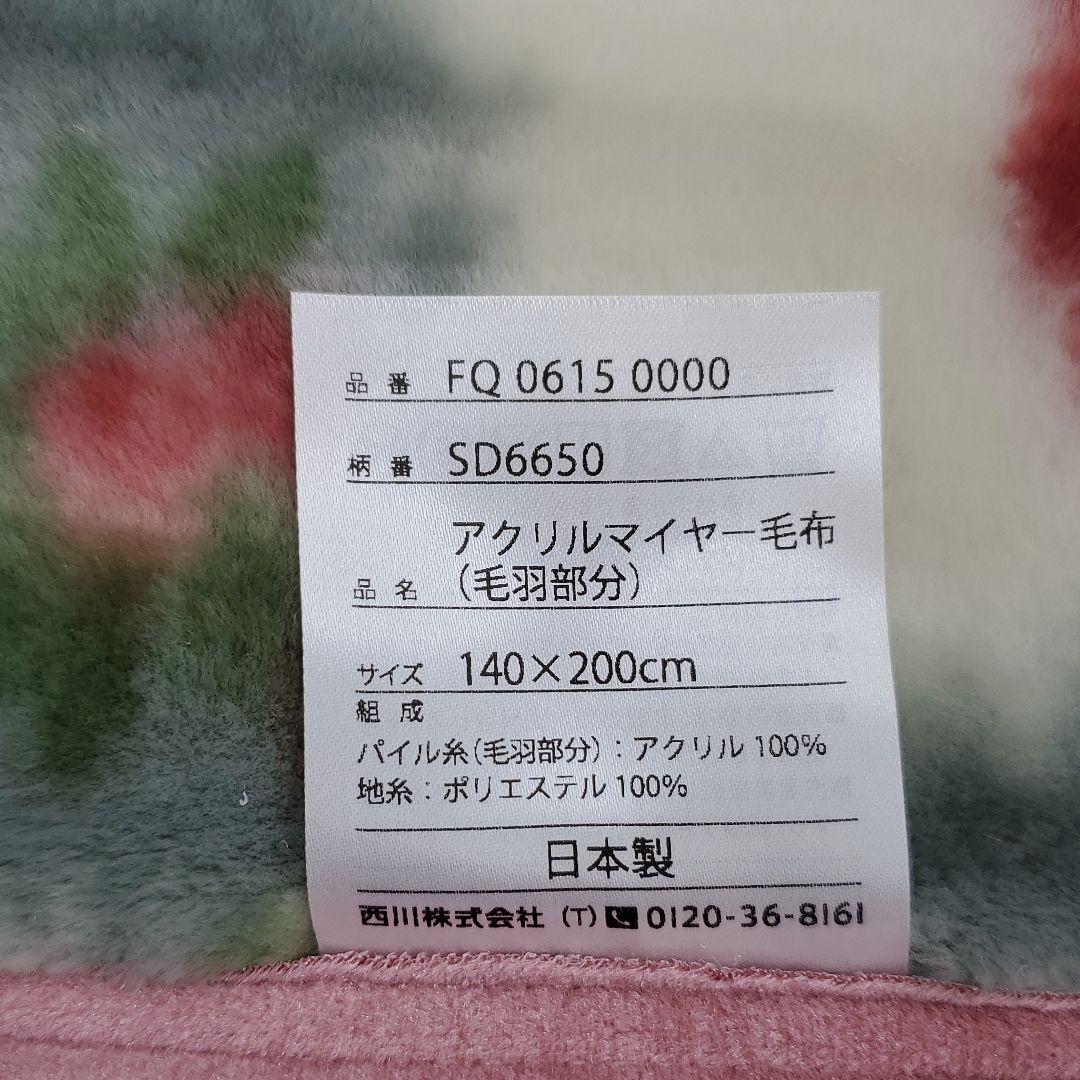 品番 FQ 0615 0000
柄番 SD6650
アクリルマイヤー毛布
品名 (毛羽部分)
サイズ 140×200cm
組成
パイル糸(毛羽部分):アクリル 100%
地糸:ポリエステル 100%
日本製
西川株式会社 (T) 0120-36-8161